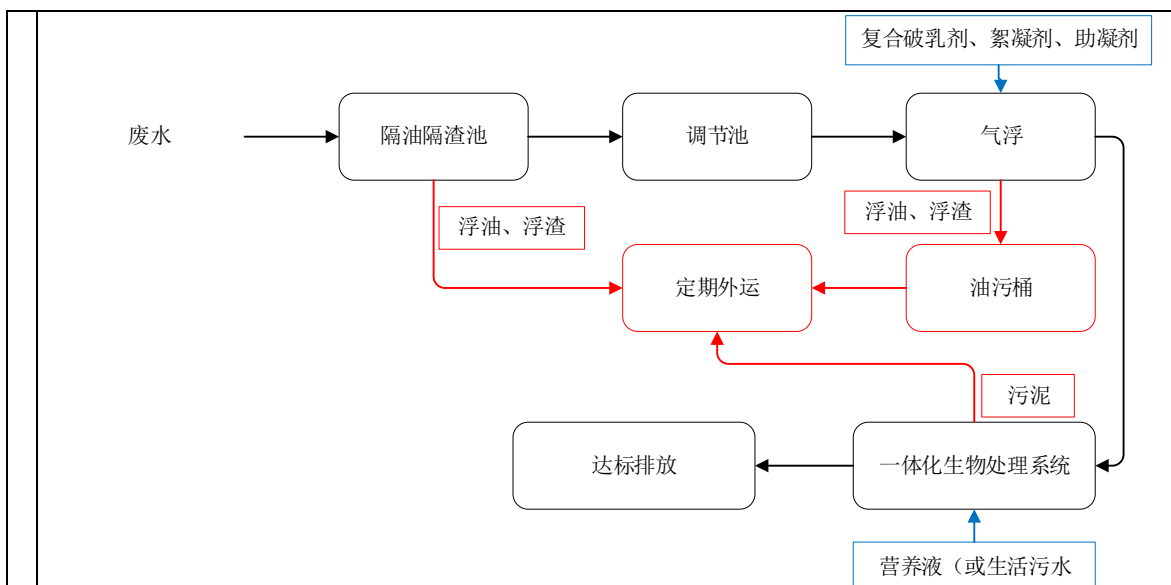 复合破乳剂、絮凝剂、助凝剂
废水
隔油隔渣池
调节池
气浮
浮油、浮渣
浮油、浮渣
定期外运
油污桶
污泥
达标排放
一体化生物处理系统
营养液（或生活污水